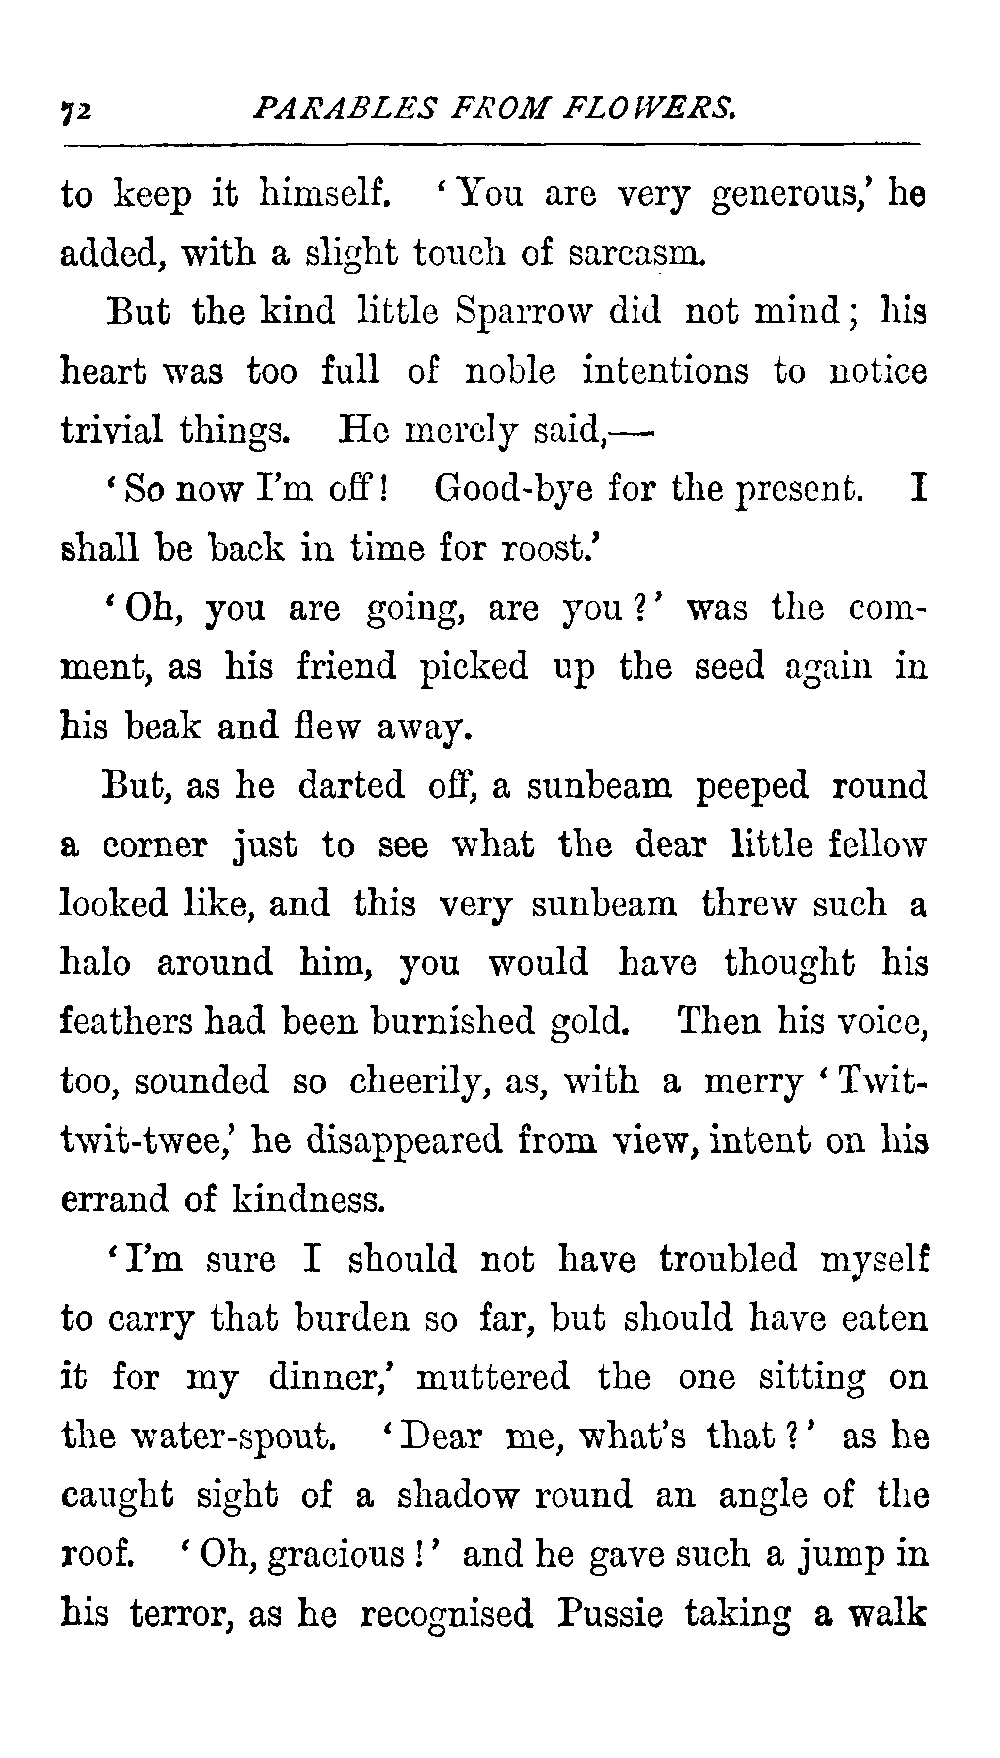 72 PARABLES FROM FLOWERS.
to keep it himself. ‘You are very generous,’ he
added, with a slight touch of sarcasm.
But the kind little Sparrow did not mind; his
heart was too full of noble intentions to notice
trivial things. He merely said,—
‘So now I’m off! Good-bye for the present. I
shall be back in time for roost.’
‘Oh, you are going, are you?’ was the com-
ment, as his friend picked up the seed again in
his beak and flew away.
But, as he darted off, a sunbeam peeped round
a corner just to see what the dear little fellow
looked like, and this very sunbeam threw such a
halo around him, you would have thought his
feathers had been burnished gold. Then his voice,
too, sounded so cheerily, as, with a merry ‘Twit-
twit-twee,’ he disappeared from view, intent on his
errand of kindness.
‘I’m sure I should not have troubled myself
to carry that burden so far, but should have eaten
it for my dinner,’ muttered the one sitting on
the water-spout. ‘Dear me, what’s that?’ as he
caught sight of a shadow round an angle of the
roof. ‘Oh, gracious!’ and he gave such a jump in
his terror, as he recognised Pussie taking a walk